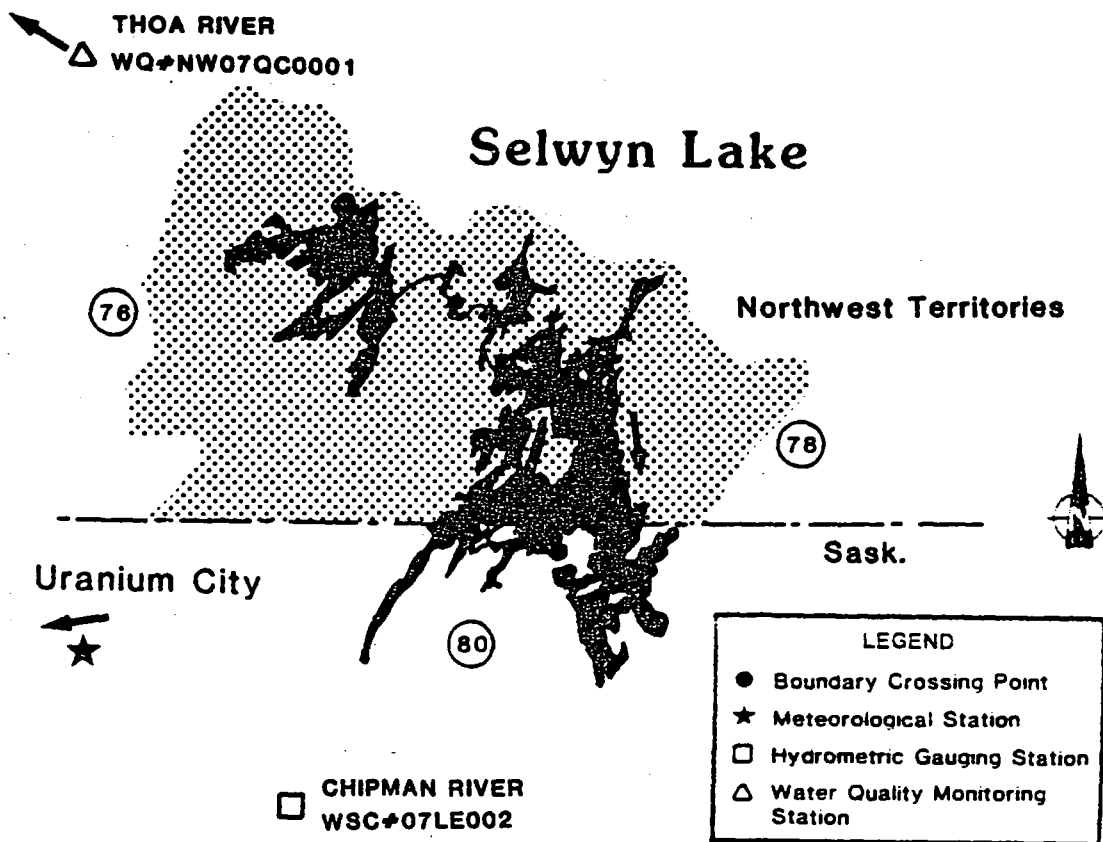 THOA RIVER
WQ#NW07QC0001
Selwyn Lake
76
Northwest Territories
78
N
Sask.
Uranium City
80
LEGEND
Boundary Crossing Point
Meteorological Station
Hydrometric Gauging Station
Water Quality Monitoring
Station
CHIPMAN RIVER
WSC#07LE002